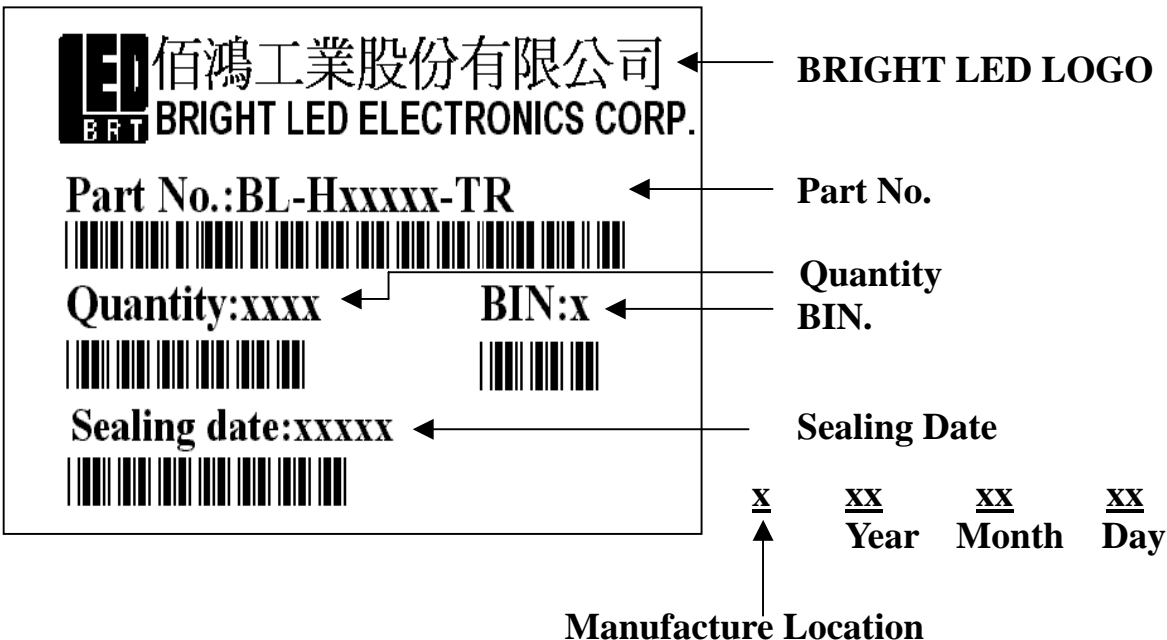 LED 佰鴻工業股份有限公司
BRT BRIGHT LED ELECTRONICS CORP.
BRIGHT LED LOGO
Part No.:BL-Hxxxxx-TR
Part No.
Quantity:xxxx
BIN:x
Quantity
BIN.
Sealing date:xxxxx
Sealing Date
x xx xx xx
Year Month Day
Manufacture Location